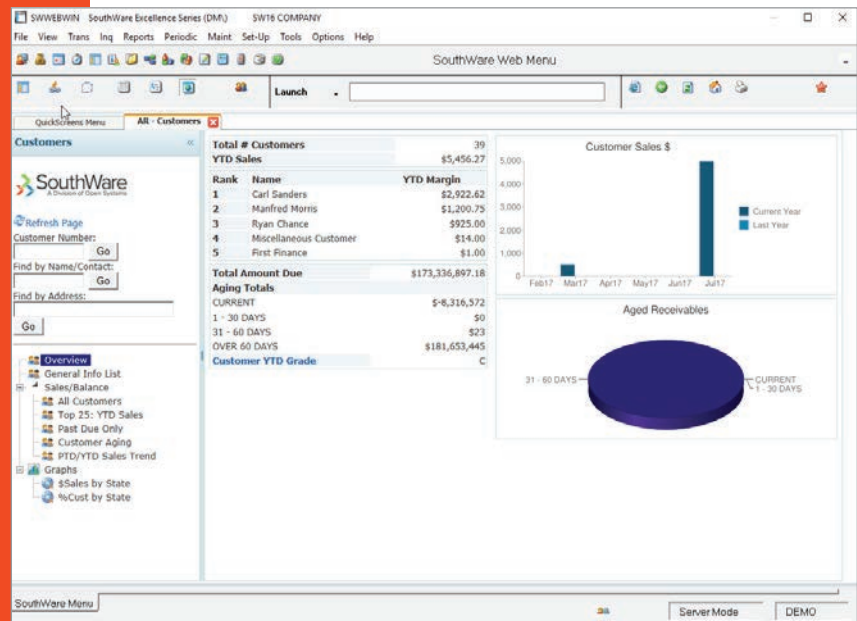 SWWEBWIN SouthWare Excellence Series (DM\) SW16 COMPANY
File View Trans Inq Reports Periodic Maint Set-Up Tools Options Help
SouthWare Web Menu
Launch
QuickScreens Menu AR - Customers
Customers «
SouthWare
A Division of Open Systems
Refresh Page
Customer Number:
Go
Find by Name/Contact:
Go
Find by Address:
Go
Overview
General Info List
Sales/Balance
All Customers
Top 25: YTD Sales
Past Due Only
Customer Aging
PTD/YTD Sales Trend
Graphs
$Sales by State
%Cust by State
Total # Customers 39
YTD Sales $5,456.27
Rank Name YTD Margin
1 Carl Sanders $2,922.62
2 Manfred Morris $1,200.75
3 Ryan Chance $925.00
4 Miscellaneous Customer $14.00
5 First Finance $1.00
Total Amount Due $173,336,897.18
Aging Totals
CURRENT $-8,316,572
1 - 30 DAYS $0
31 - 60 DAYS $23
OVER 60 DAYS $181,653,445
Customer YTD Grade C
Customer Sales $
5,000
4,000
3,000
2,000
1,000
0
Feb17 Mar17 Apr17 May17 Jun17 Jul17
Current Year
Last Year
Aged Receivables
31 - 60 DAYS
CURRENT
1 - 30 DAYS
SouthWare Menu
Server Mode DEMO